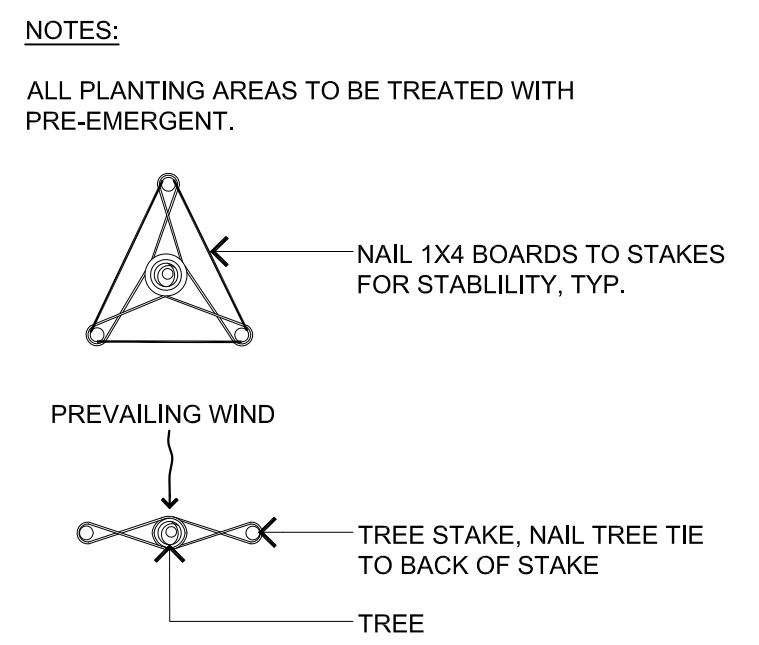 NOTES:
ALL PLANTING AREAS TO BE TREATED WITH
PRE-EMERGENT.
NAIL 1X4 BOARDS TO STAKES
FOR STABLILITY, TYP.
PREVAILING WIND
TREE STAKE, NAIL TREE TIE
TO BACK OF STAKE
TREE